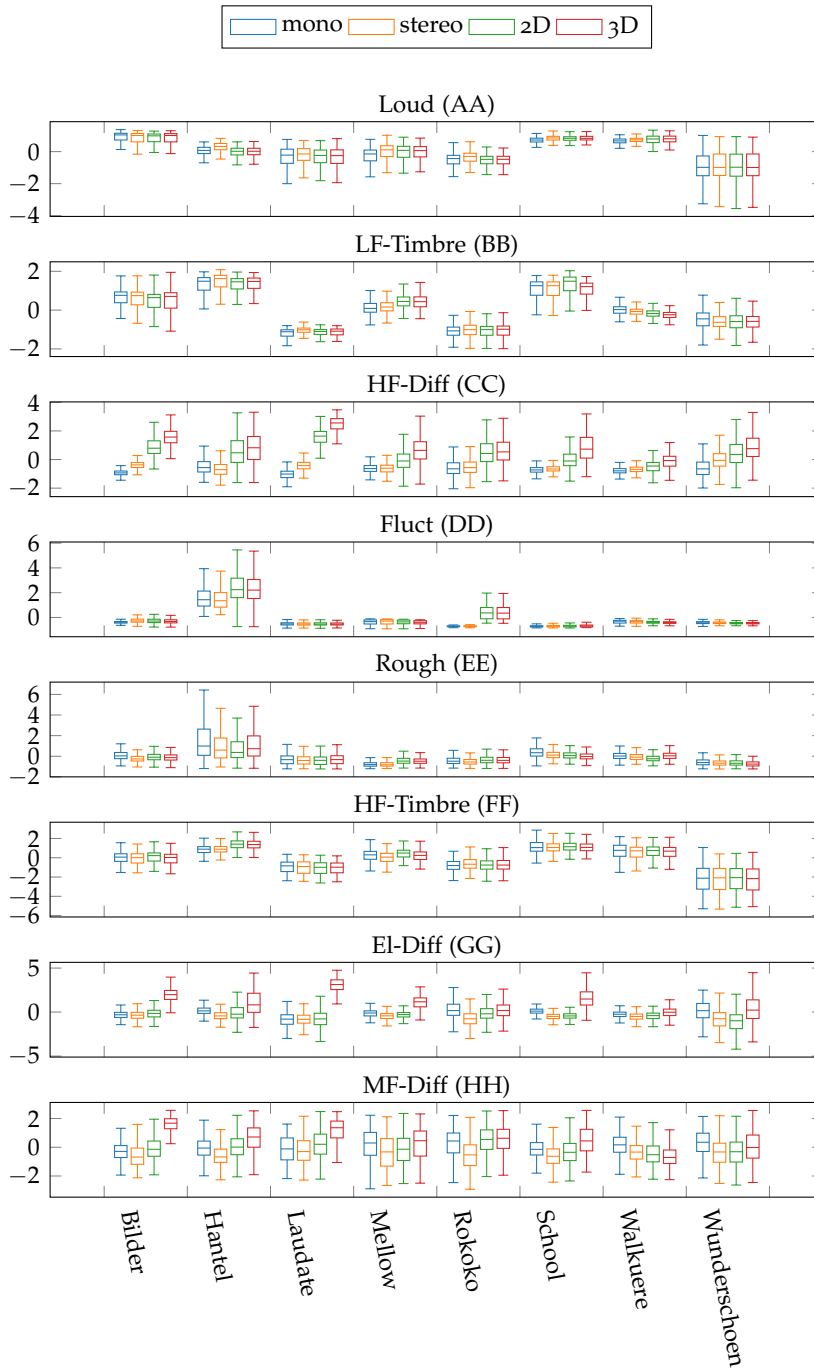 mono stereo 2D 3D
Loud (AA)
0
−2
−4
LF-Timbre (BB)
2
0
−2
HF-Diff (CC)
4
2
0
−2
Fluct (DD)
6
4
2
0
Rough (EE)
6
4
2
0
−2
HF-Timbre (FF)
2
0
−2
−4
−6
El-Diff (GG)
5
0
−5
MF-Diff (HH)
2
0
−2
Bilder
Hantel
Laudate
Mellow
Rokoko
School
Walkuere
Wunderschoen